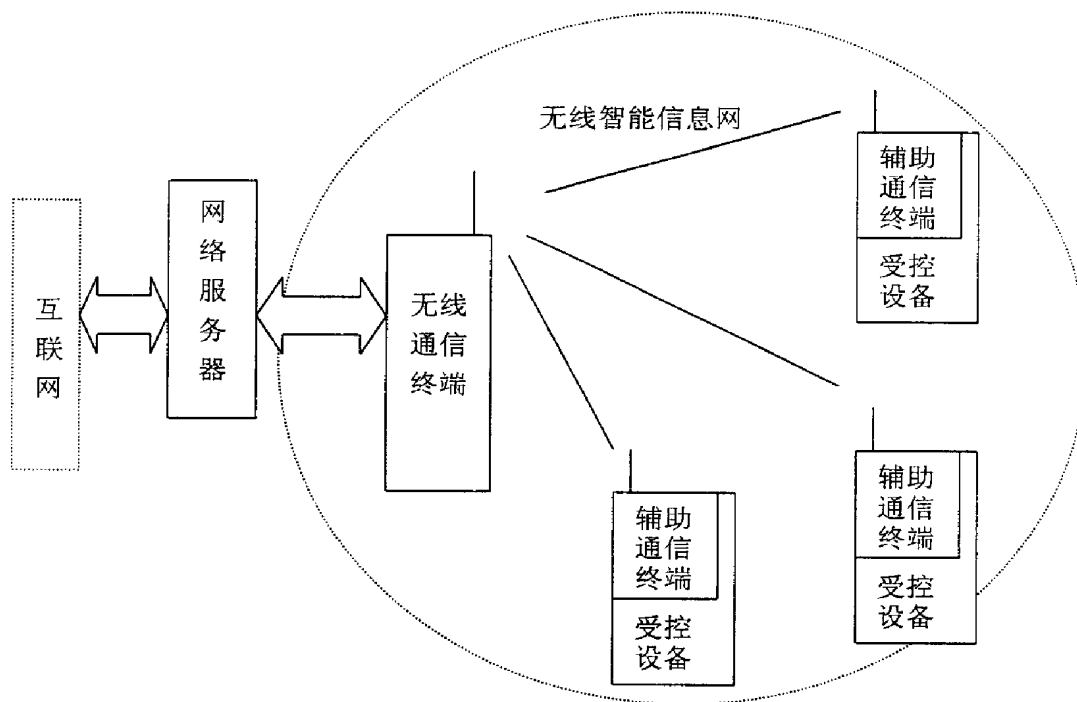 互
联
网
网
络
服
务
器
无线
通信
终端
无线智能信息网
辅助
通信
终端
受控
设备
辅助
通信
终端
受控
设备
辅助
通信
终端
受控
设备